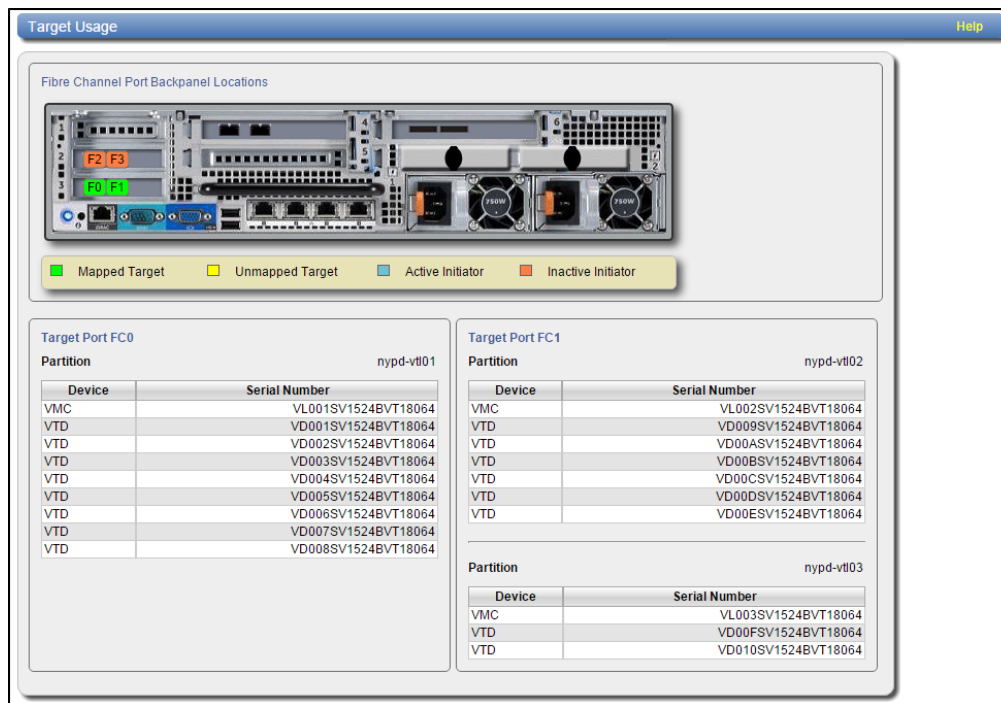 Target Usage Help
Fibre Channel Port Backpanel Locations
1 4 6
2 F2 F3 5
3 F0 F1 1 2
750W 750W
Mapped Target Unmapped Target Active Initiator Inactive Initiator
Target Port FC0
Partition nypd-vtl01
Device Serial Number
VMC VL001SV1524BVT18064
VTD VD001SV1524BVT18064
VTD VD002SV1524BVT18064
VTD VD003SV1524BVT18064
VTD VD004SV1524BVT18064
VTD VD005SV1524BVT18064
VTD VD006SV1524BVT18064
VTD VD007SV1524BVT18064
VTD VD008SV1524BVT18064
Target Port FC1
Partition nypd-vtl02
Device Serial Number
VMC VL002SV1524BVT18064
VTD VD009SV1524BVT18064
VTD VD00ASV1524BVT18064
VTD VD00BSV1524BVT18064
VTD VD00CSV1524BVT18064
VTD VD00DSV1524BVT18064
VTD VD00ESV1524BVT18064
Partition nypd-vtl03
Device Serial Number
VMC VL003SV1524BVT18064
VTD VD00FSV1524BVT18064
VTD VD010SV1524BVT18064